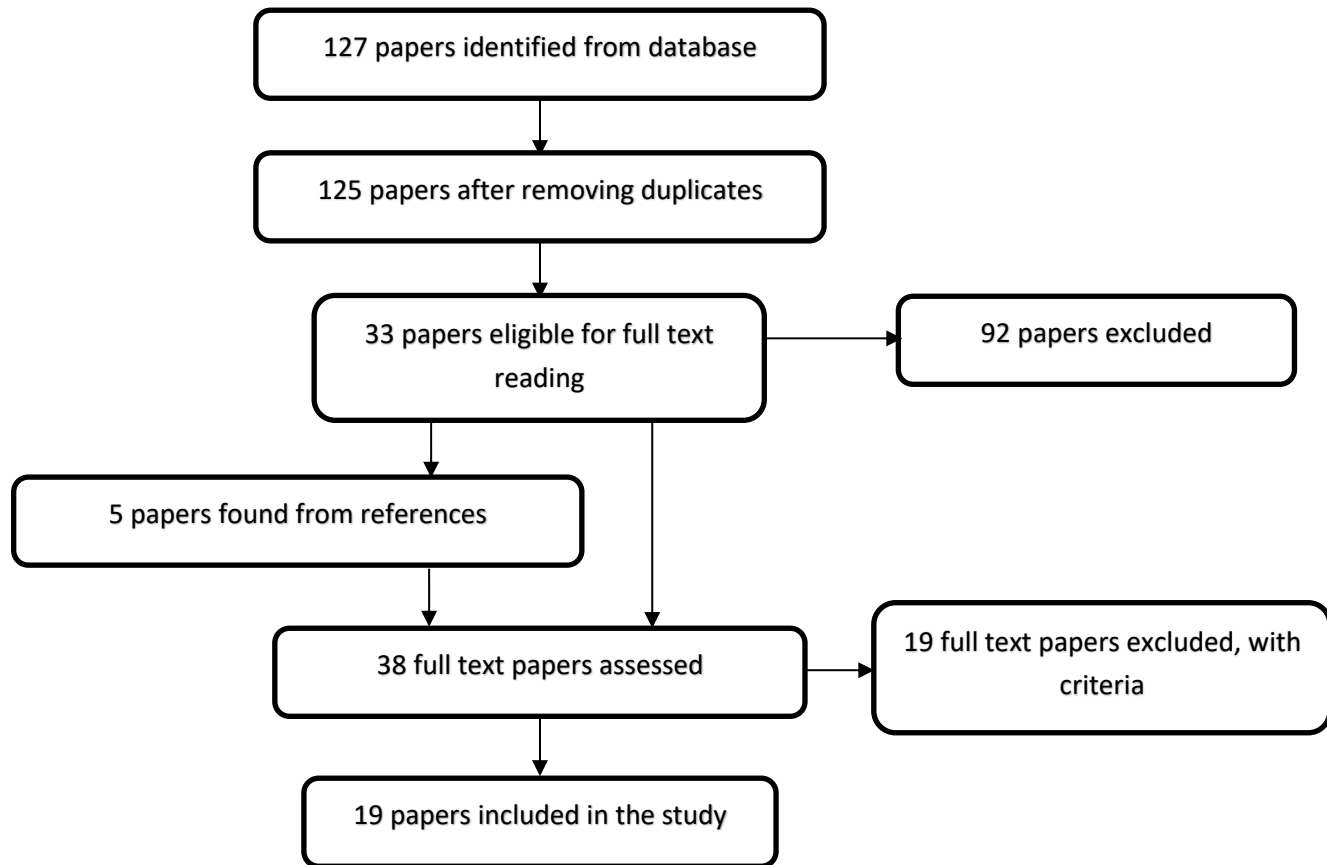 127 papers identified from database
125 papers after removing duplicates
33 papers eligible for full text
reading
92 papers excluded
5 papers found from references
38 full text papers assessed
19 full text papers excluded, with
criteria
19 papers included in the study